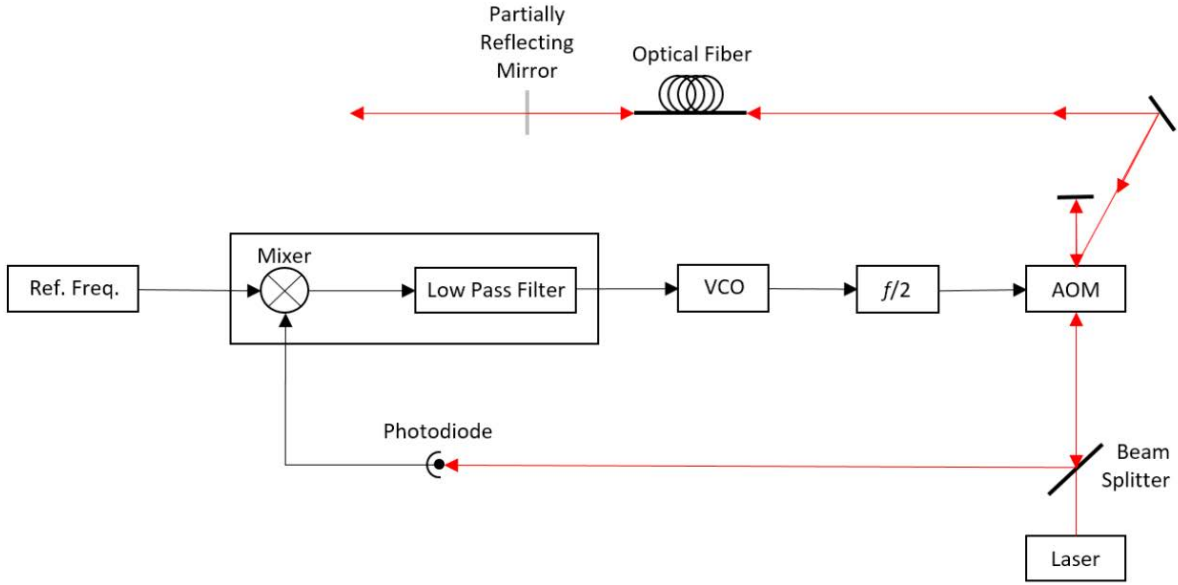 Partially
Reflecting
Mirror
Optical Fiber
Mixer
Ref. Freq.
Low Pass Filter
VCO
f/2
AOM
Photodiode
Beam
Splitter
Laser